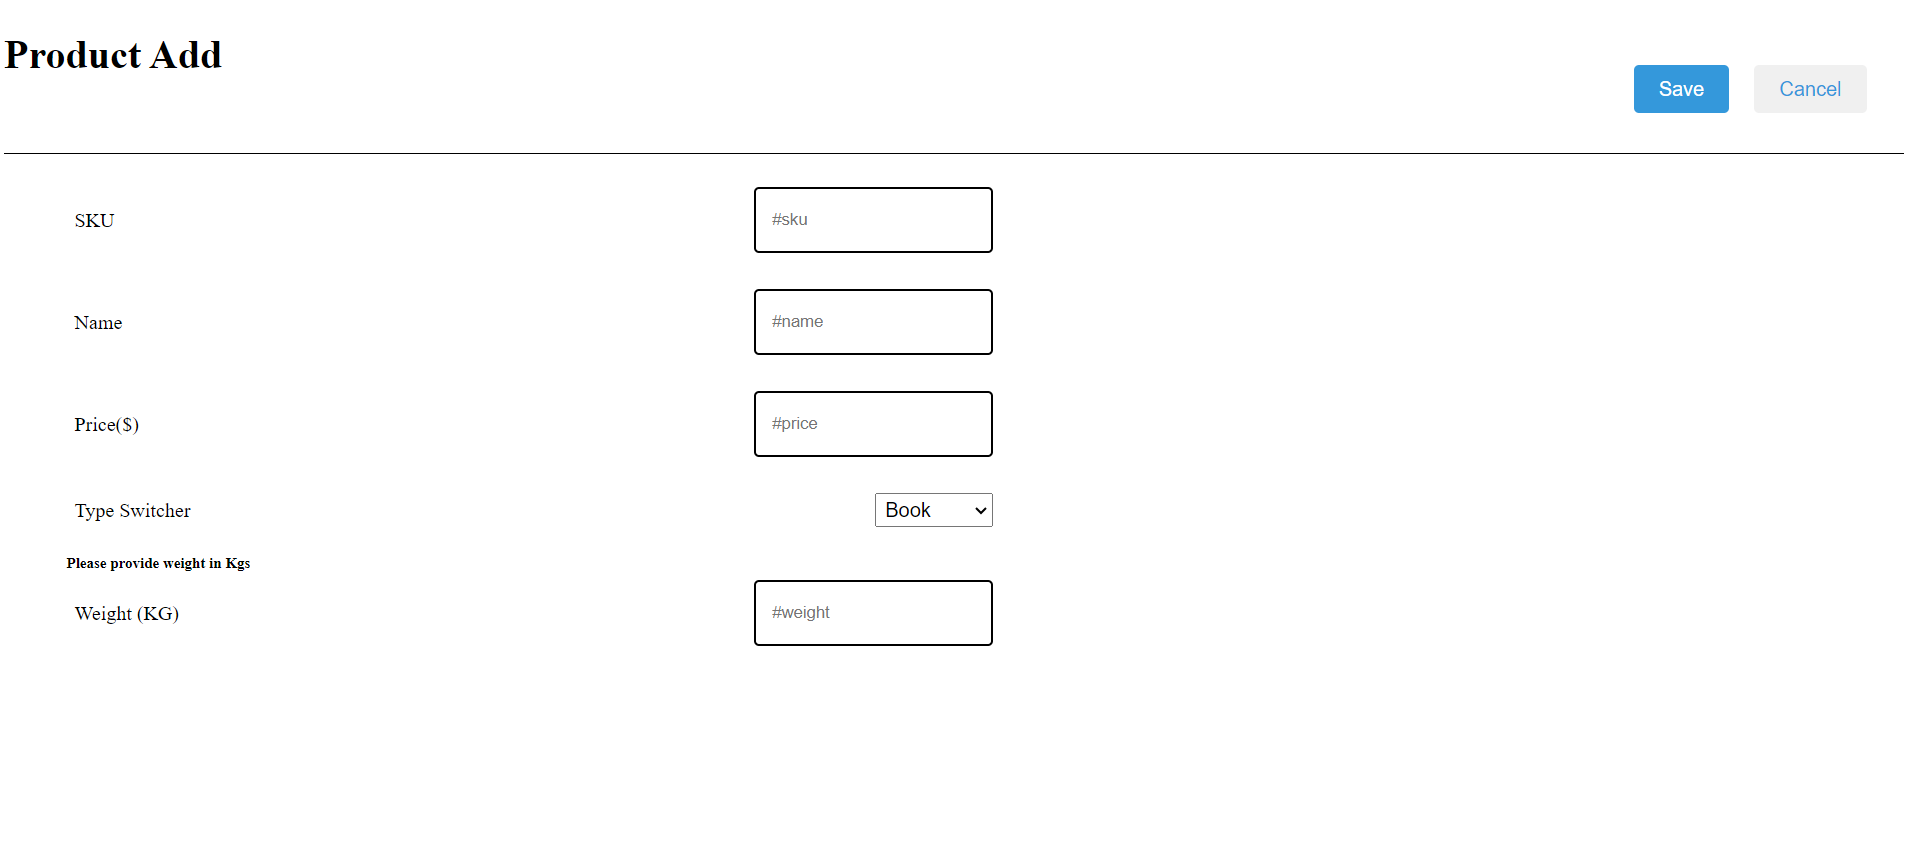 Product Add
Save
Cancel
SKU
#sku
Name
#name
Price($)
#price
Type Switcher
Book
Please provide weight in Kgs
Weight (KG)
#weight